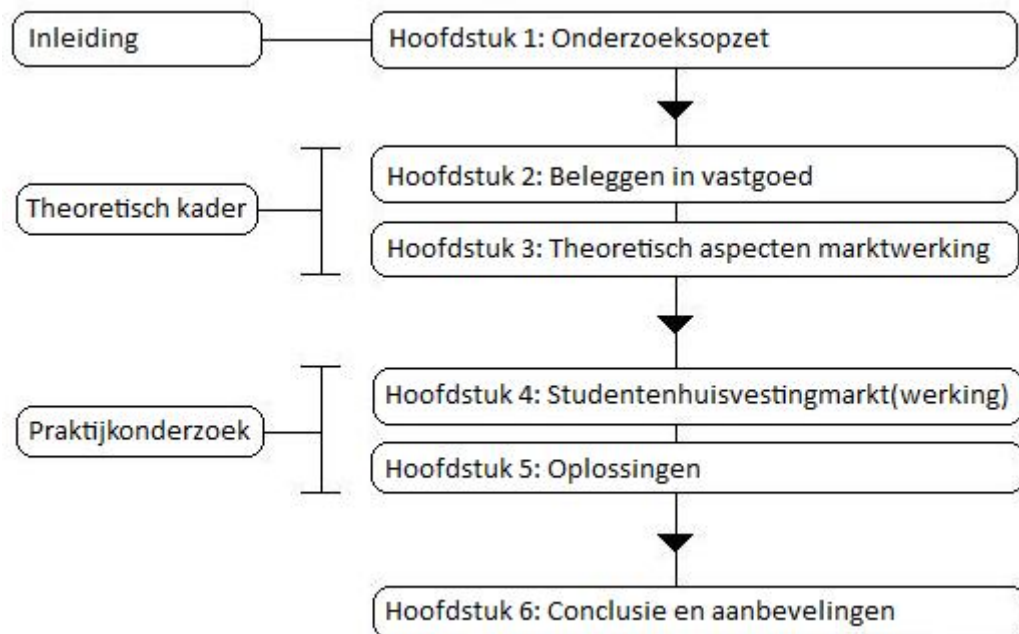 Inleiding
Hoofdstuk 1: Onderzoeksopzet
Theoretisch kader
Hoofdstuk 2: Beleggen in vastgoed
Hoofdstuk 3: Theoretisch aspecten marktwerking
Praktijkonderzoek
Hoofdstuk 4: Studentenhuisvestingmarkt(werking)
Hoofdstuk 5: Oplossingen
Hoofdstuk 6: Conclusie en aanbevelingen